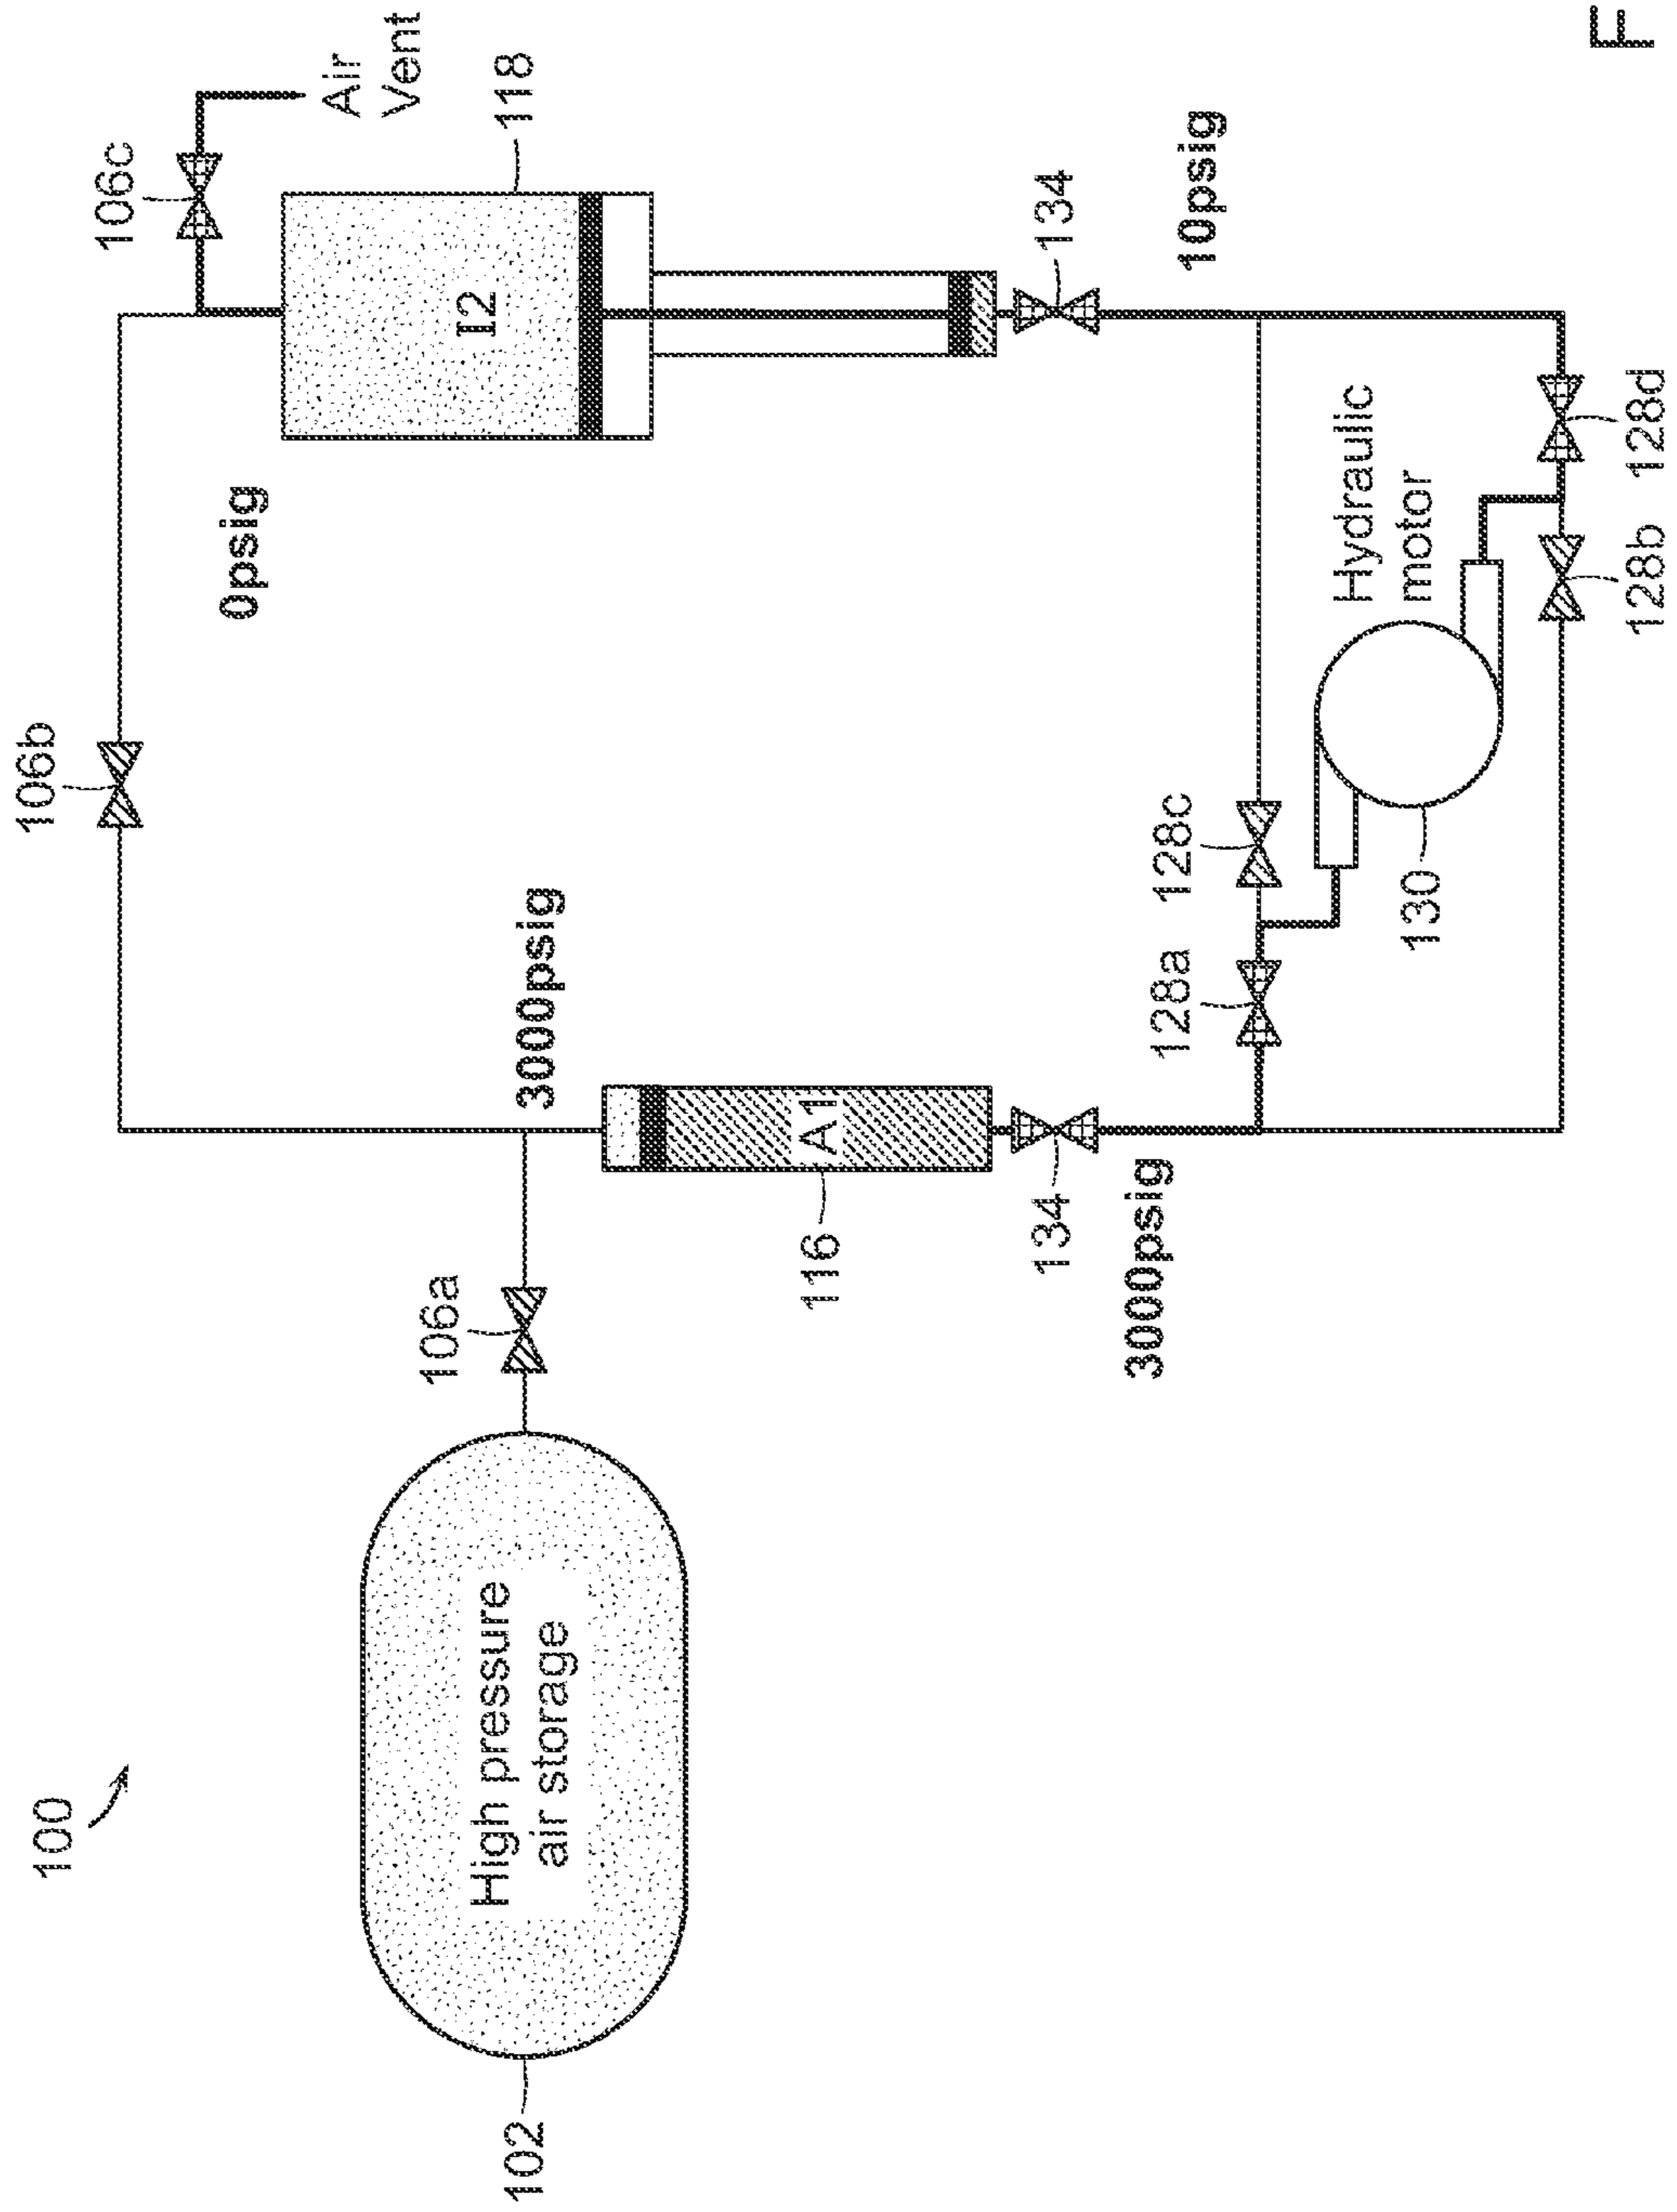 100
102
High pressure
air storage
106a
3000psig
106b
0psig
106c
Air
Vent
I2
118
A1
116
134
3000psig
134
10psig
128a
128c
Hydraulic
motor
130
128b
128d
F